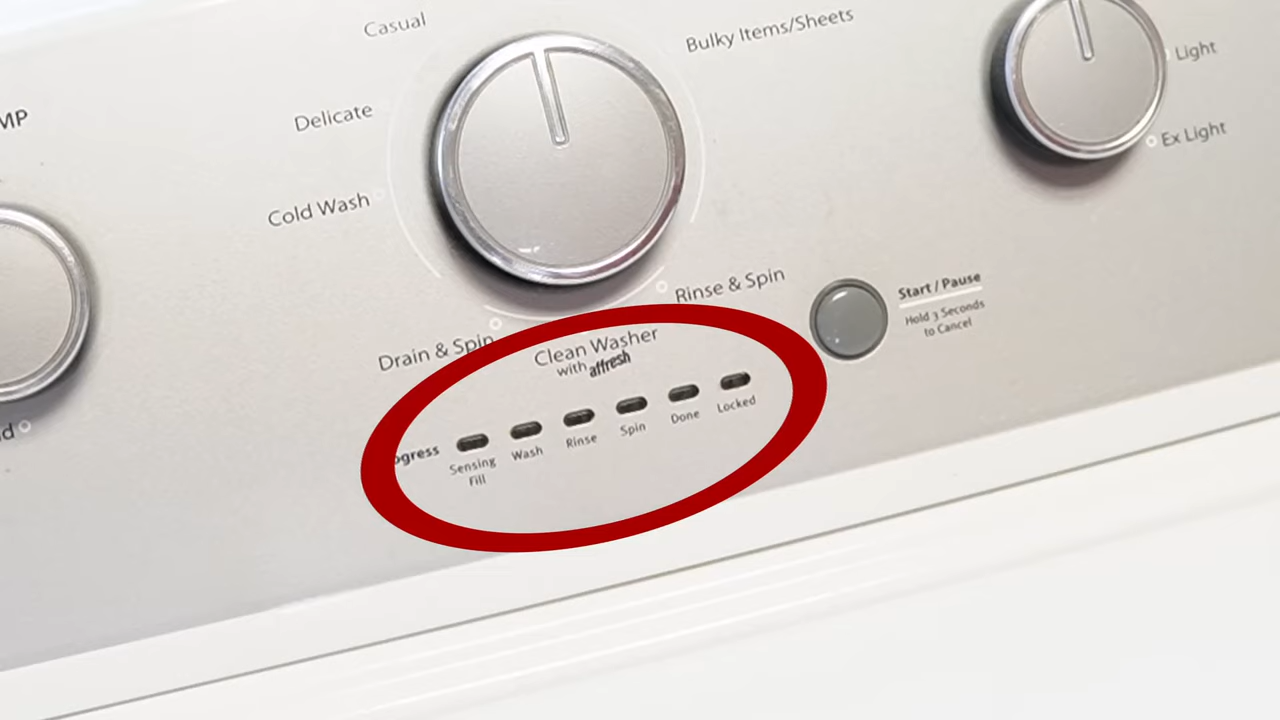 Casual
Bulky Items/Sheets
Light
Delicate
MP
Ex Light
Cold Wash
Rinse & Spin
Start / Pause
Hold 3 Seconds
to Cancel
Drain & Spin
Clean Washer
with affresh
ogress
Sensing
Fill
Wash
Rinse
Spin
Done
Locked
d